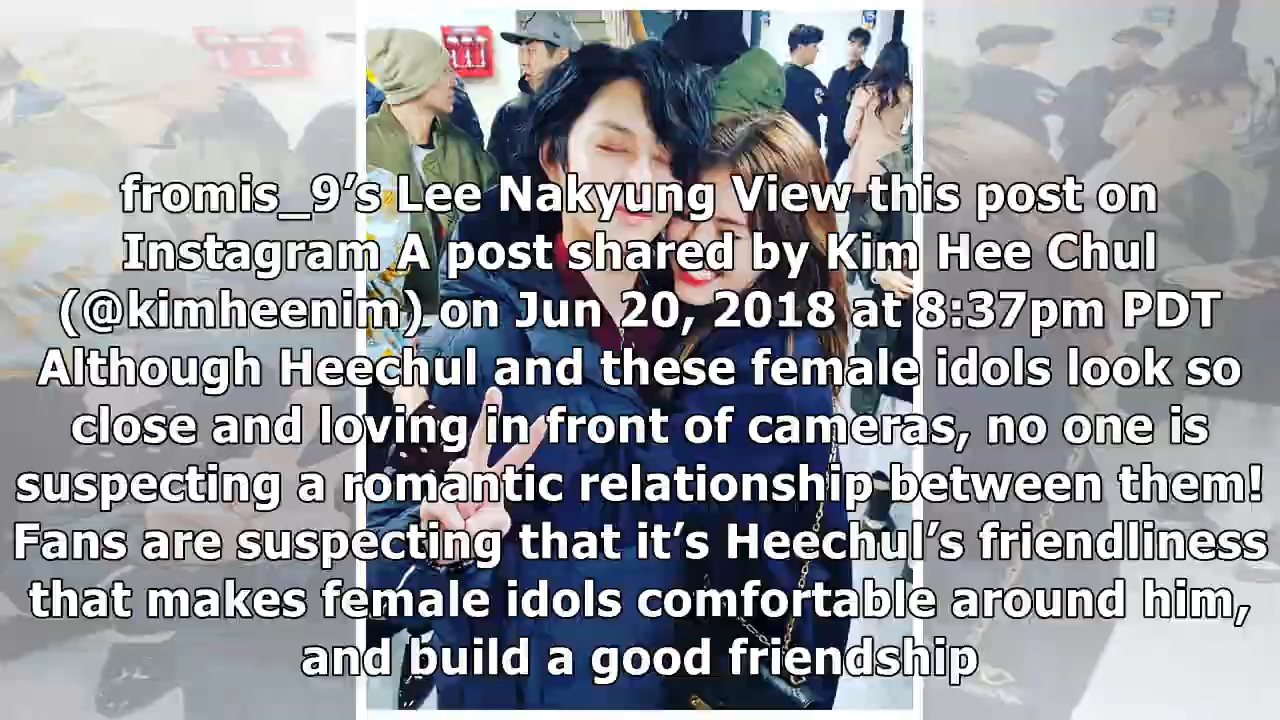 fromis_9’s Lee Nakyung View this post on
Instagram A post shared by Kim Hee Chul
(@kimheenim) on Jun 20, 2018 at 8:37pm PDT
Although Heechul and these female idols look so
close and loving in front of cameras, no one is
suspecting a romantic relationship between them!
Fans are suspecting that it’s Heechul’s friendliness
that makes female idols comfortable around him,
and build a good friendship